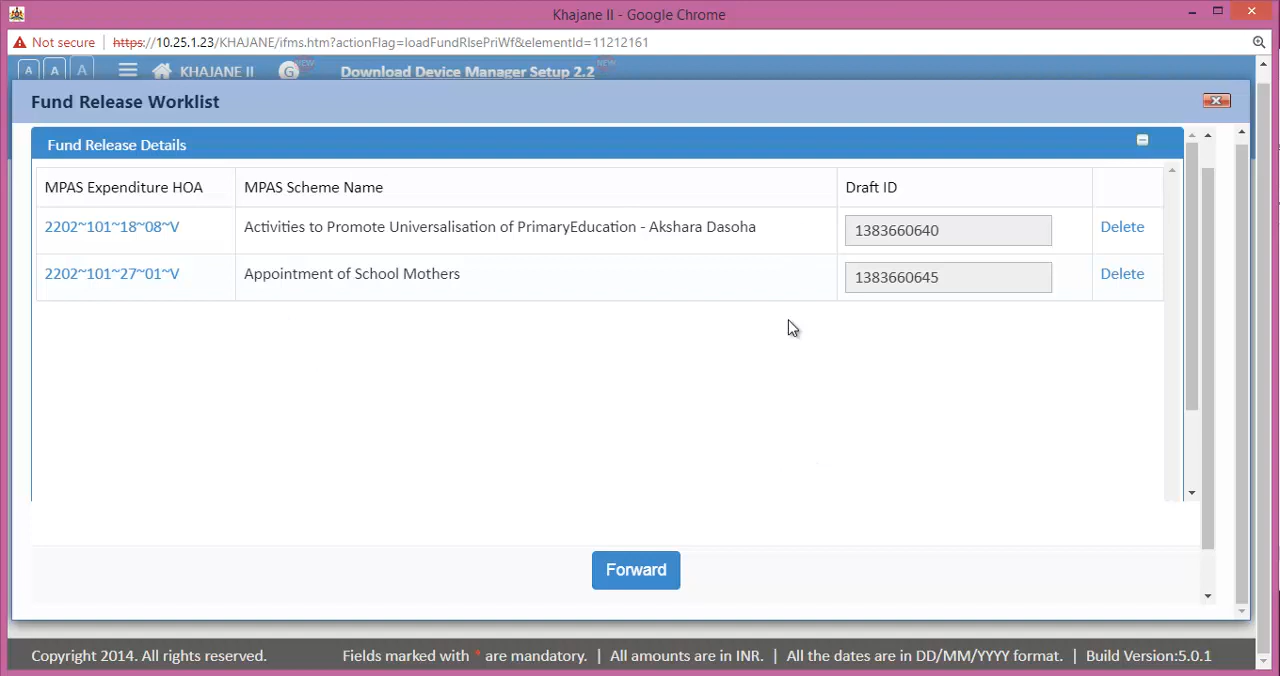 Khajane II - Google Chrome
Not secure | https://10.25.1.23/KHAJANE/ifms.htm?actionFlag=loadFundRlsePriWf&elementId=11212161
A A A KHAJANE II G NEW Download Device Manager Setup 2.2 NEW
Fund Release Worklist
Fund Release Details
MPAS Expenditure HOA MPAS Scheme Name Draft ID
2202~101~18~08~V Activities to Promote Universalisation of PrimaryEducation - Akshara Dasoha 1383660640 Delete
2202~101~27~01~V Appointment of School Mothers 1383660645 Delete
Forward
Copyright 2014. All rights reserved. Fields marked with * are mandatory. | All amounts are in INR. | All the dates are in DD/MM/YYYY format. | Build Version:5.0.1